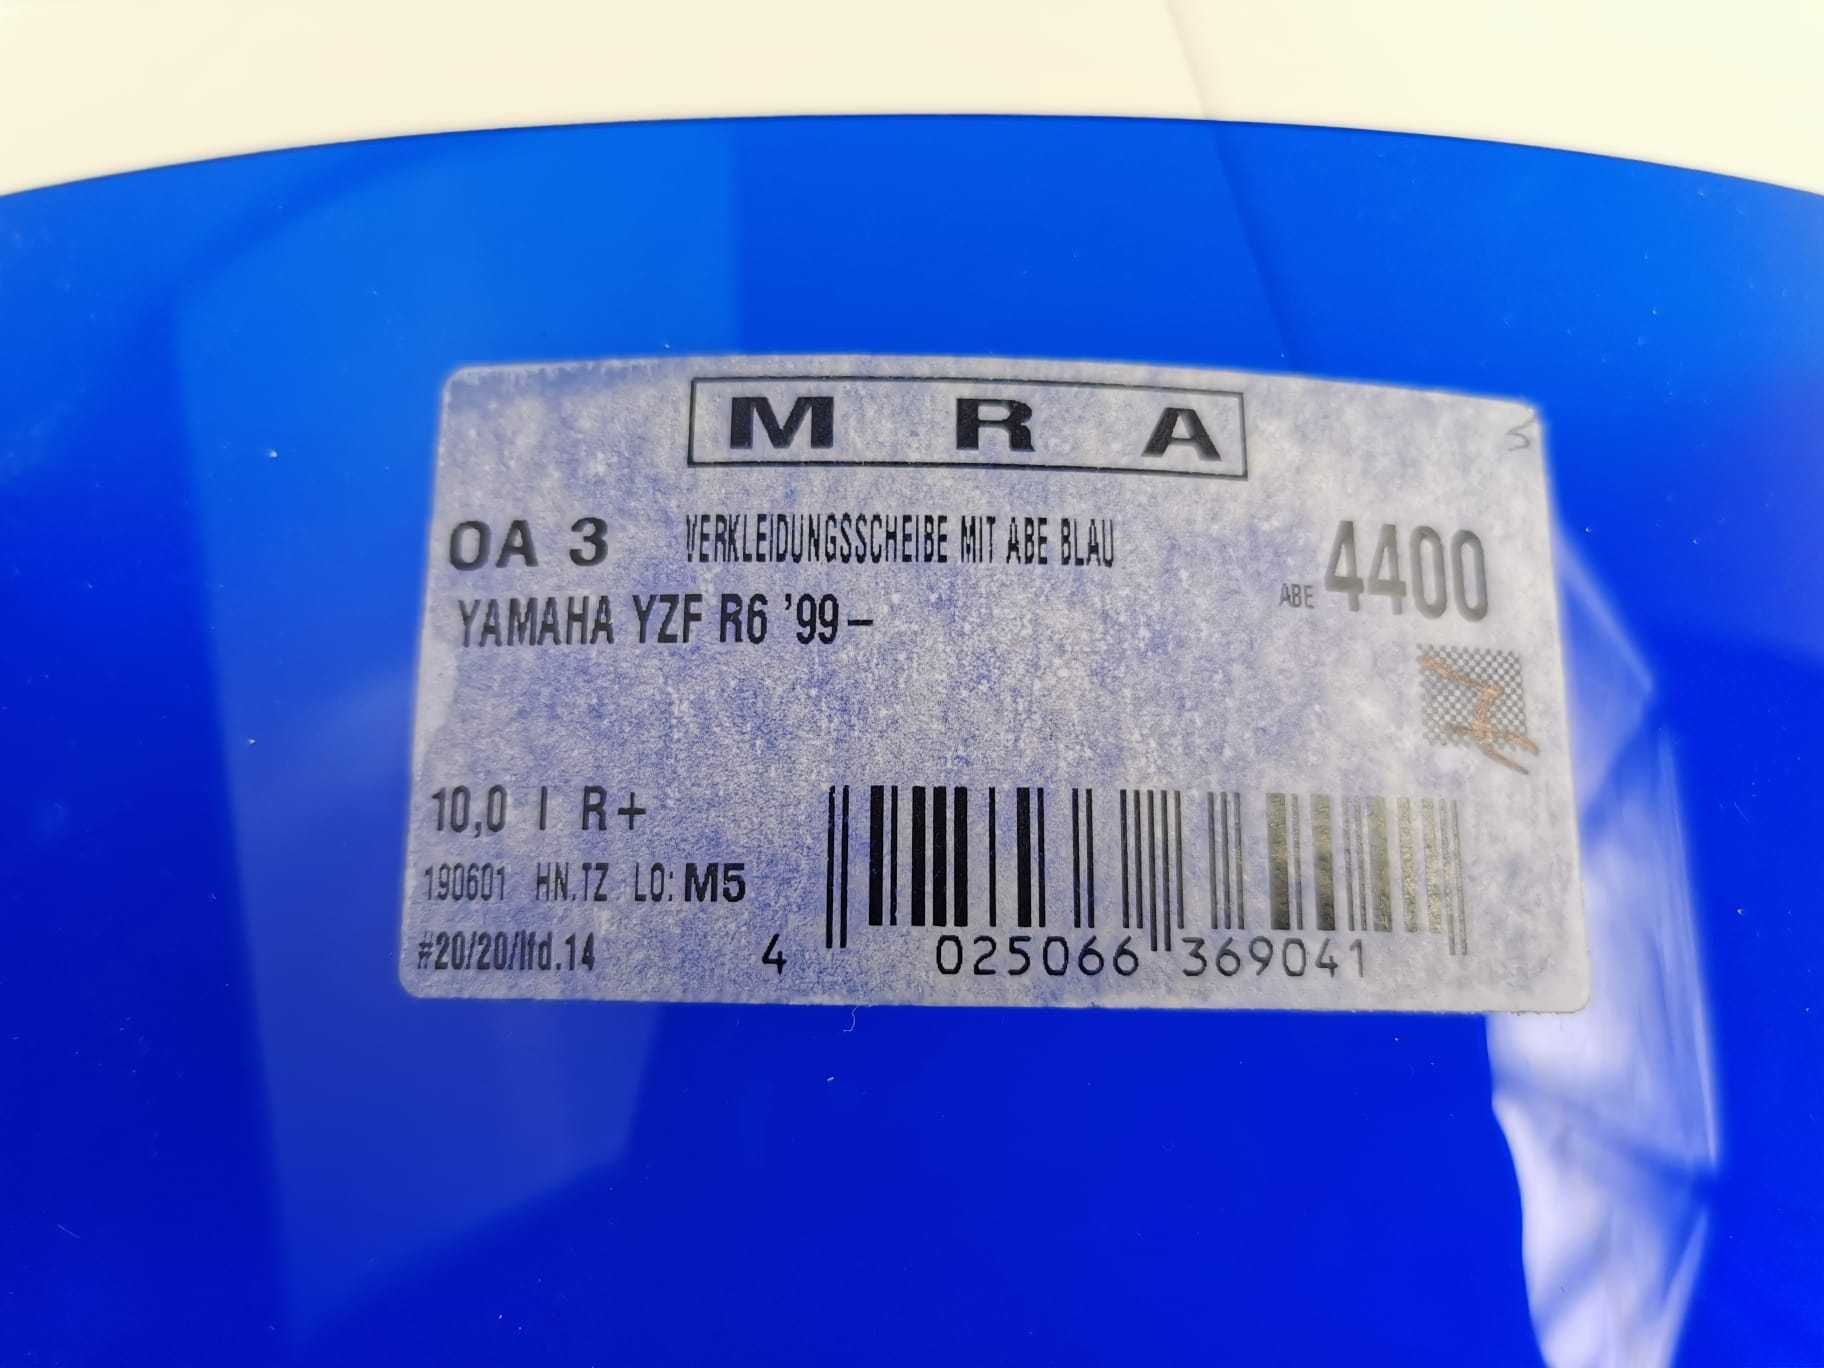 M R A
OA 3 VERKLEIDUNGSSCHEIBE MIT ABE BLAU ABE 4400
YAMAHA YZF R6 '99–
10,0 I R+
190601 HN.TZ LO: M5
#20/20/lfd.14
4 025066 369041